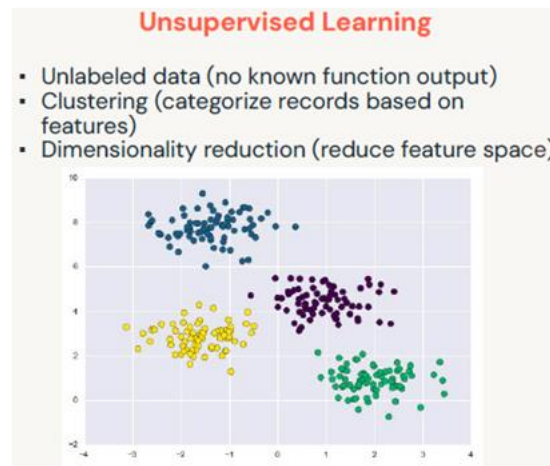 Unsupervised Learning
▪ Unlabeled data (no known function output)
▪ Clustering (categorize records based on
features)
▪ Dimensionality reduction (reduce feature space)
10
8
6
4
2
0
-2
-4 -3 -2 -1 0 1 2 3 4